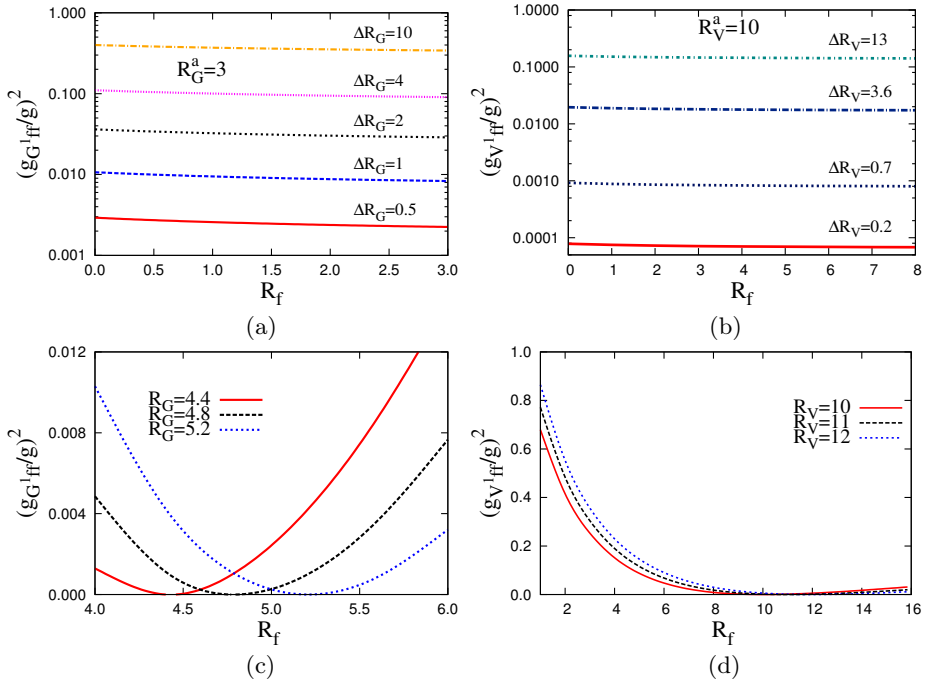 (g_G^1_ff/g)^2
1.000
0.100
0.010
0.001
R_G^a=3
ΔR_G=10
ΔR_G=4
ΔR_G=2
ΔR_G=1
ΔR_G=0.5
0.0 0.5 1.0 1.5 2.0 2.5 3.0
R_f
(a)
(g_V^1_ff/g)^2
1.0000
0.1000
0.0100
0.0010
0.0001
R_V^a=10
ΔR_V=13
ΔR_V=3.6
ΔR_V=0.7
ΔR_V=0.2
0 1 2 3 4 5 6 7 8
R_f
(b)
(g_G^1_ff/g)^2
0.012
0.008
0.004
0.000
R_G=4.4
R_G=4.8
R_G=5.2
4.0 4.5 5.0 5.5 6.0
R_f
(c)
(g_V^1_ff/g)^2
1.0
0.8
0.6
0.4
0.2
0.0
R_V=10
R_V=11
R_V=12
2 4 6 8 10 12 14 16
R_f
(d)